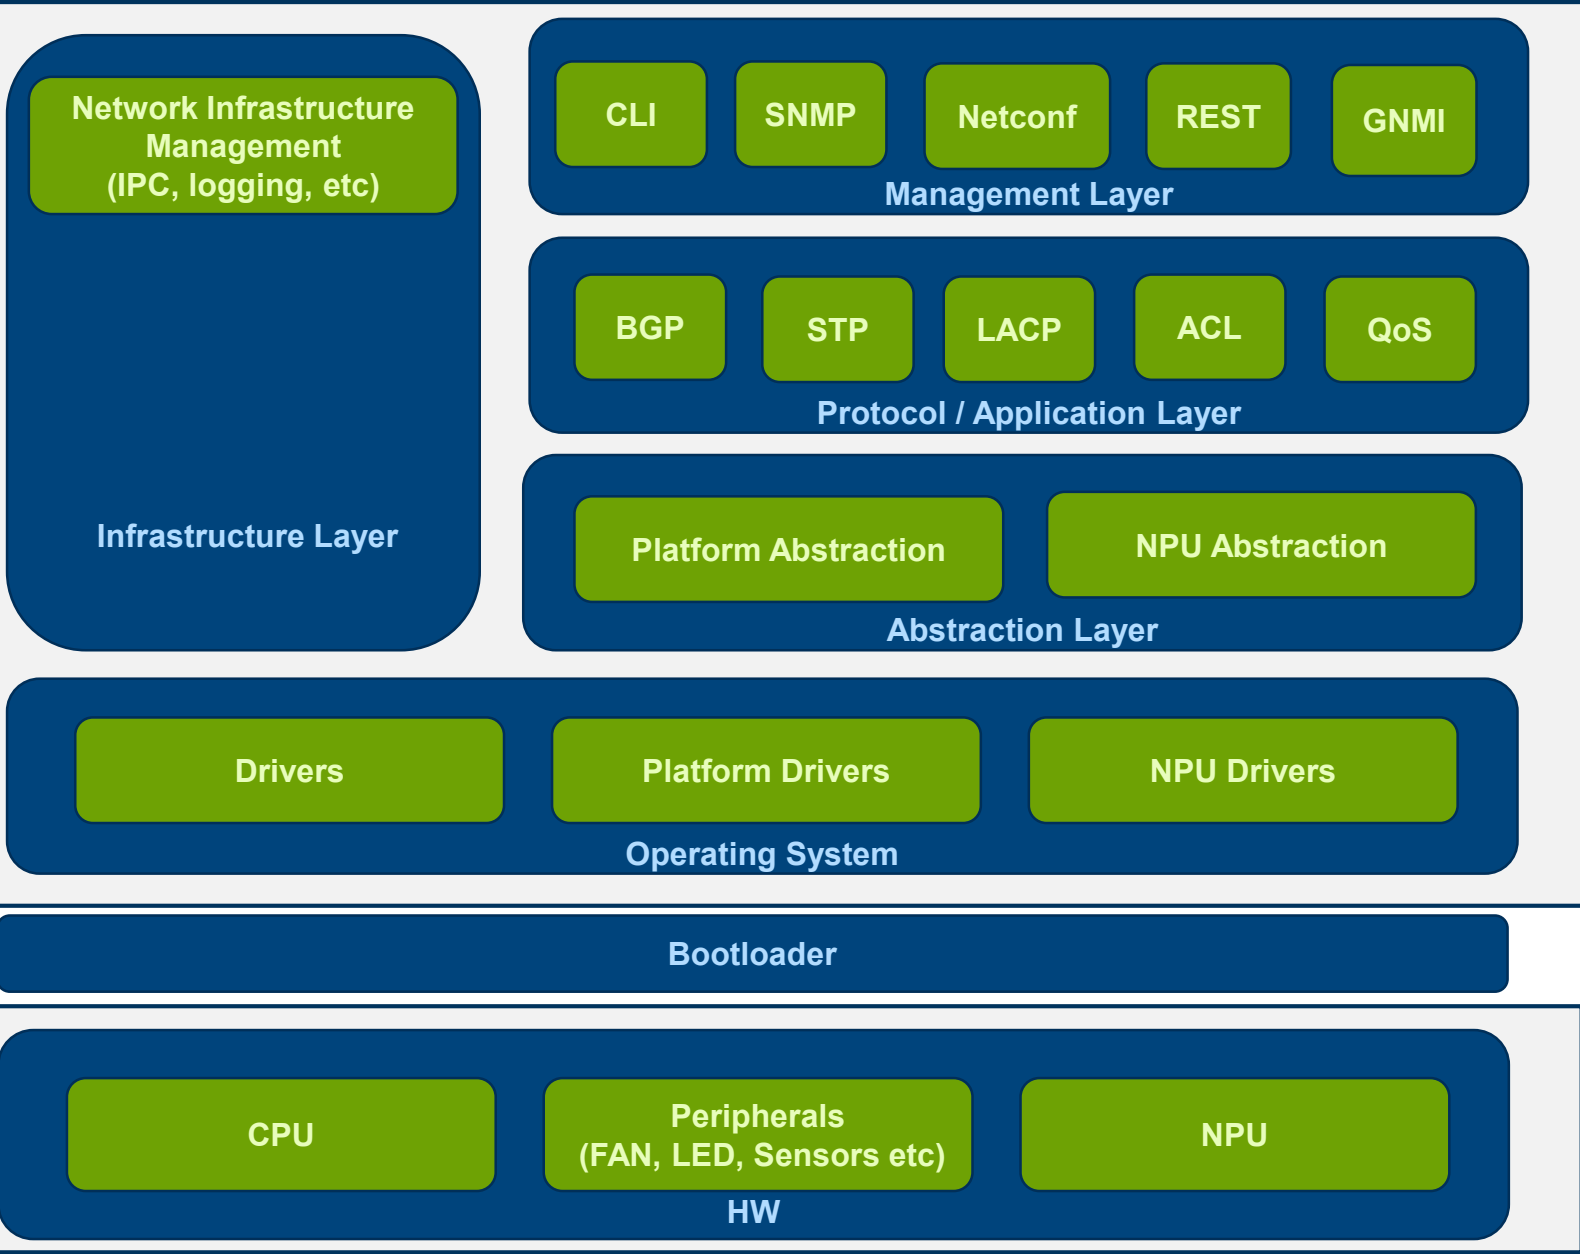 Network Infrastructure
Management
(IPC, logging, etc)
Infrastructure Layer
CLI
SNMP
Netconf
REST
GNMI
Management Layer
BGP
STP
LACP
ACL
QoS
Protocol / Application Layer
Platform Abstraction
NPU Abstraction
Abstraction Layer
Drivers
Platform Drivers
NPU Drivers
Operating System
Bootloader
CPU
Peripherals
(FAN, LED, Sensors etc)
NPU
HW